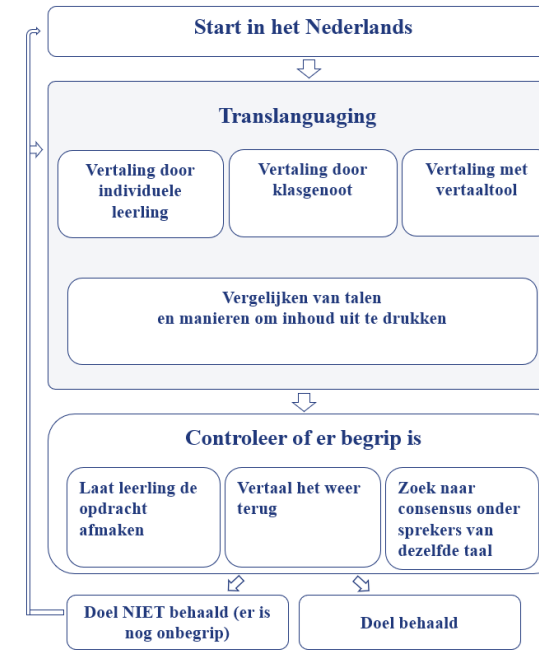 Start in het Nederlands
Translanguaging
Vertaling door
individuele
leerling
Vertaling door
klasgenoot
Vertaling met
vertaaltool
Vergelijken van talen
en manieren om inhoud uit te drukken
Controleer of er begrip is
Laat leerling de
opdracht
afmaken
Vertaal het weer
terug
Zoek naar
consensus onder
sprekers van
dezelfde taal
Doel NIET behaald (er is
nog onbegrip)
Doel behaald